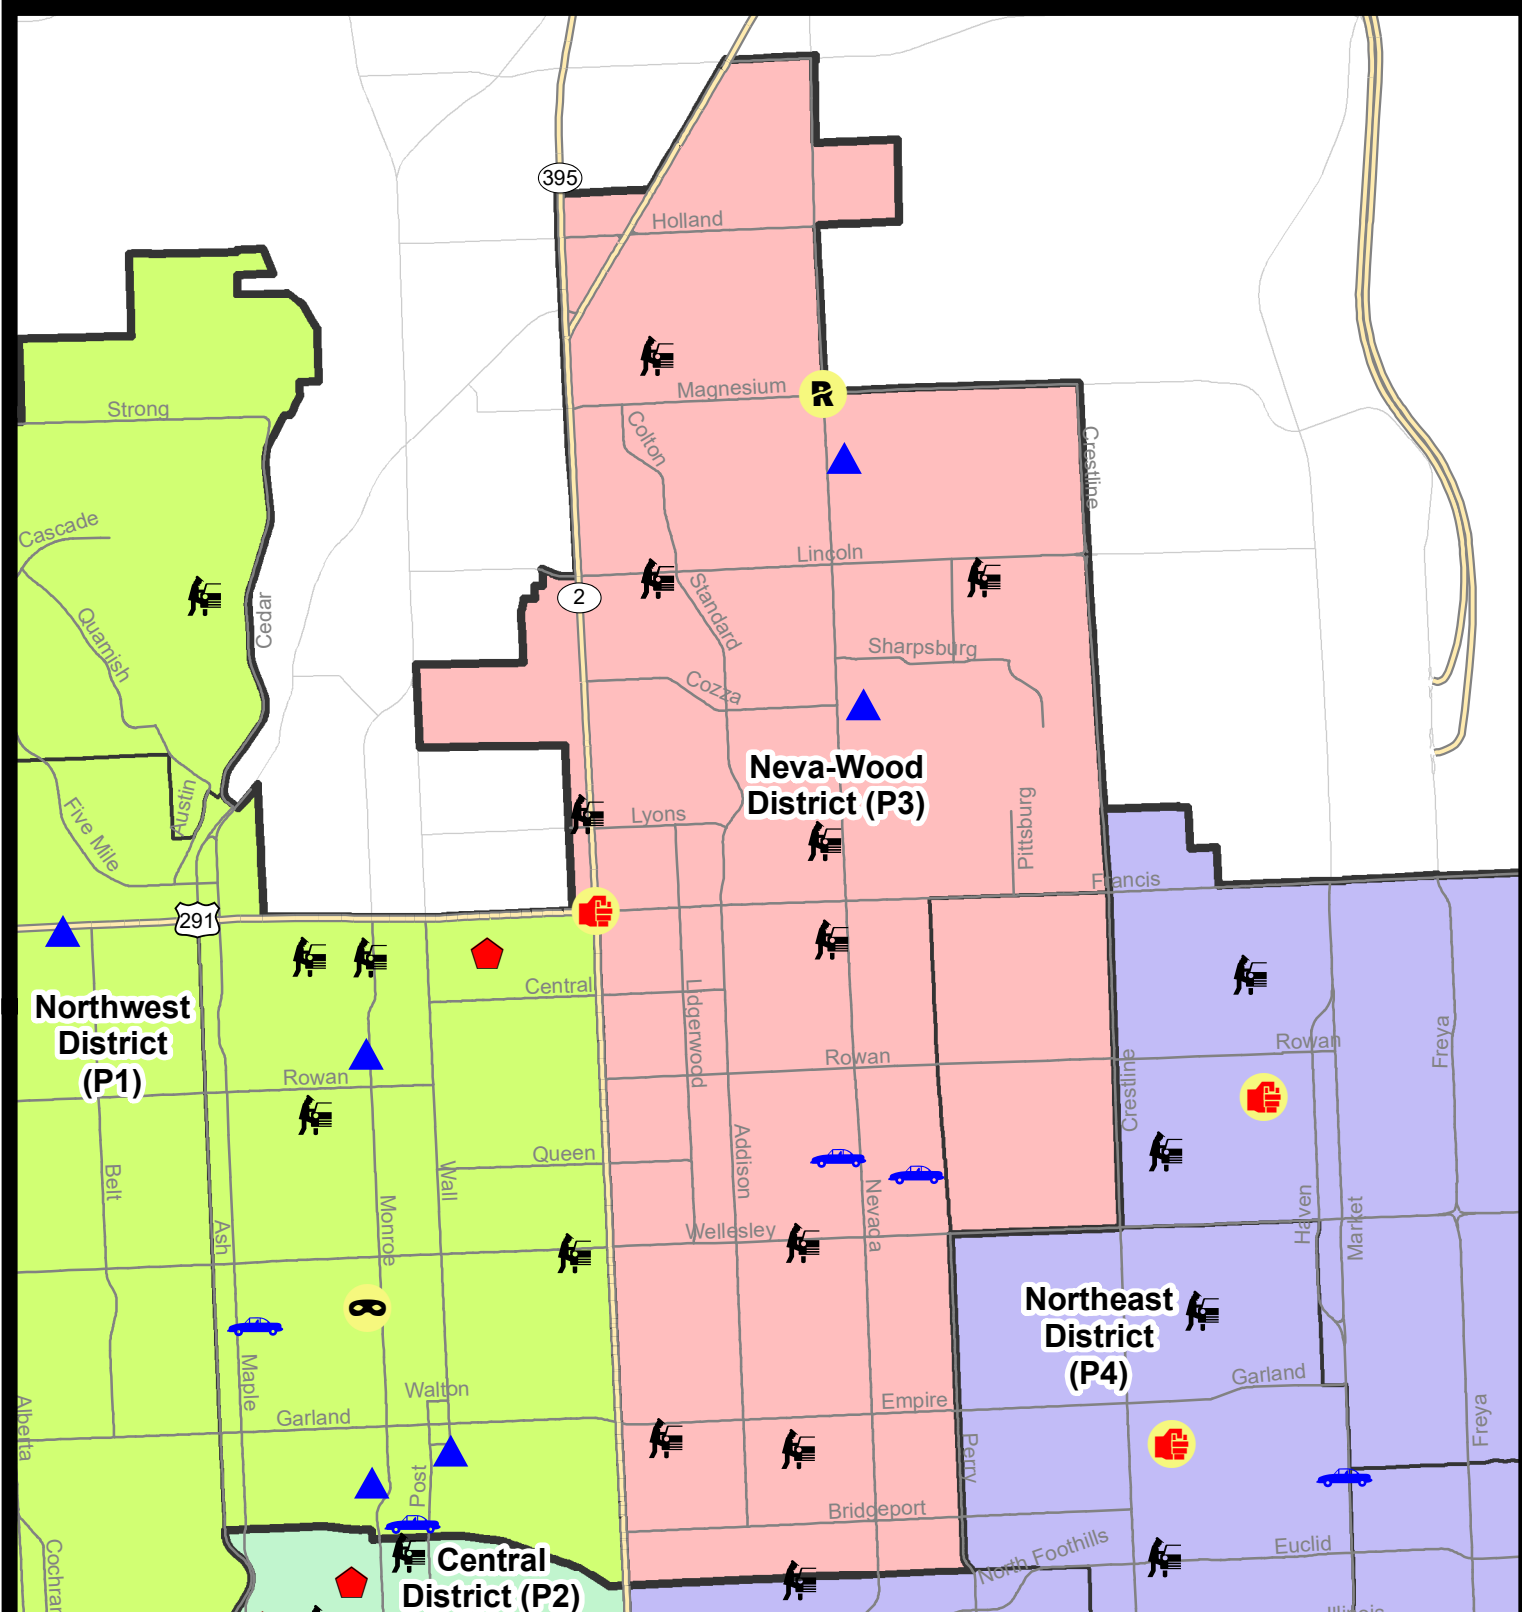 395
Holland
Magnesium
Strong
Colton
Crestline
Cascade
Lincoln
2
Standard
Cedar
Quamish
Sharpsburg
Cozza
Neva-Wood
District (P3)
Austin
Five Mile
Lyons
Pittsburg
Francis
291
Central
Lidgerwood
Northwest
District
(P1)
Rowan
Rowan
Rowan
Freya
Crestline
Queen
Addison
Belt
Wall
Nevada
Ash
Monroe
Wellesley
Haven
Market
Northeast
District
(P4)
Maple
Walton
Garland
Garland
Empire
Alberta
Freya
Perry
Post
Bridgeport
North Foothills
Euclid
Cochran
Central
District (P2)